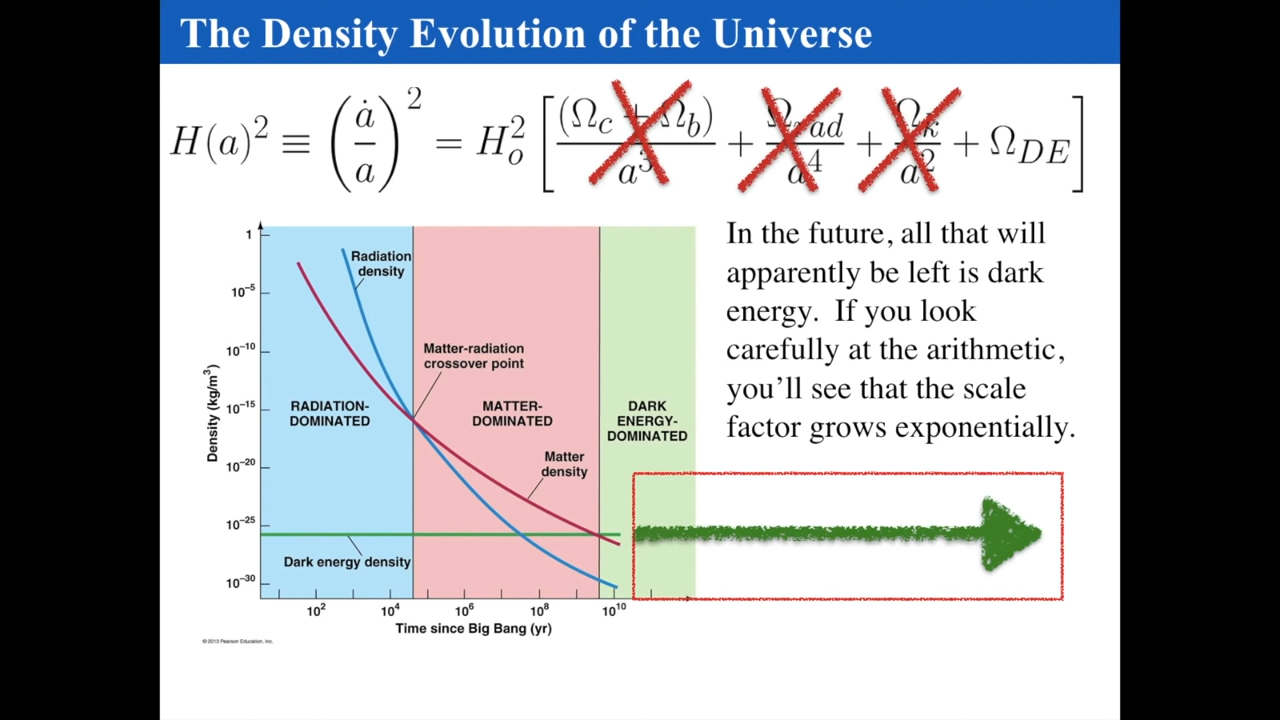 The Density Evolution of the Universe
H(a)² ≡ (ȧ/a)² = H₀² [(Ω_c + Ω_b)/a³ + Ω_rad/a⁴ + Ω_k/a² + Ω_DE]
In the future, all that will
apparently be left is dark
energy. If you look
carefully at the arithmetic,
you'll see that the scale
factor grows exponentially.
Density (kg/m³)
1
10⁻⁵
10⁻¹⁰
10⁻¹⁵
10⁻²⁰
10⁻²⁵
10⁻³⁰
Radiation
density
Matter-radiation
crossover point
RADIATION-
DOMINATED
MATTER-
DOMINATED
DARK
ENERGY-
DOMINATED
Matter
density
Dark energy density
10² 10⁴ 10⁶ 10⁸ 10¹⁰
Time since Big Bang (yr)
© 2013 Pearson Education, Inc.